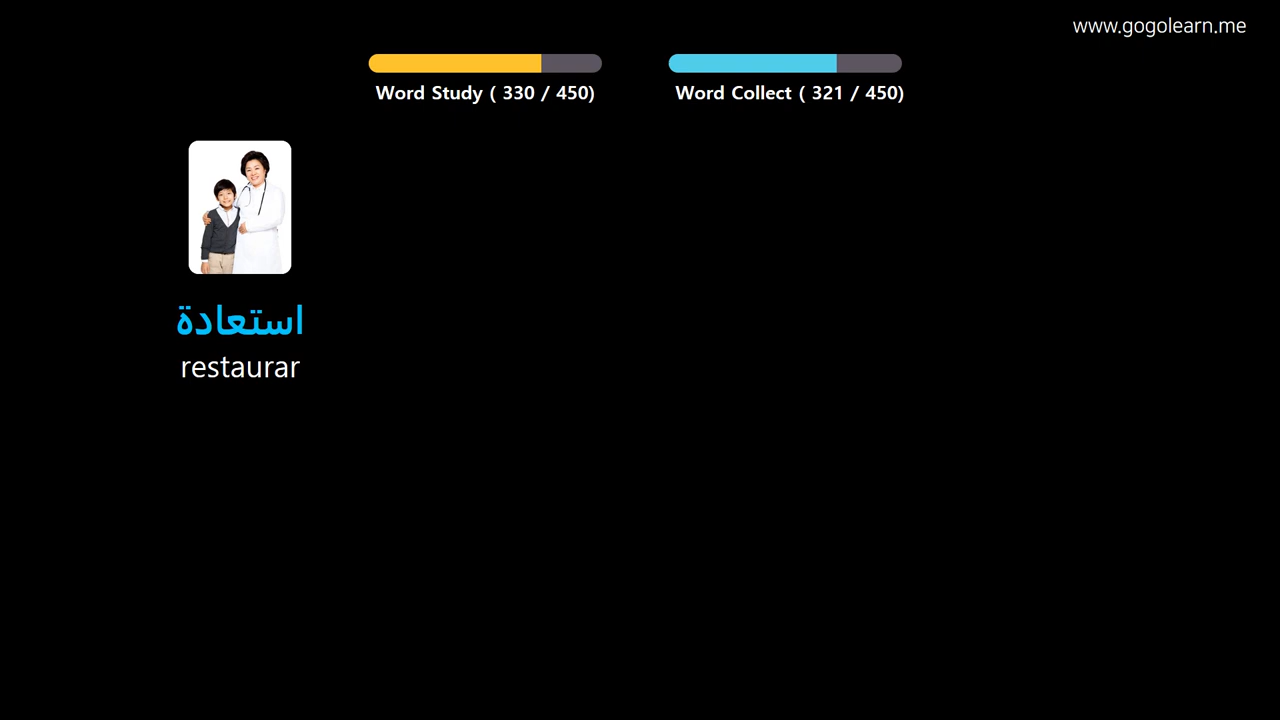 www.gogolearn.me
Word Study ( 330 / 450)
Word Collect ( 321 / 450)
استعادة
restaurar